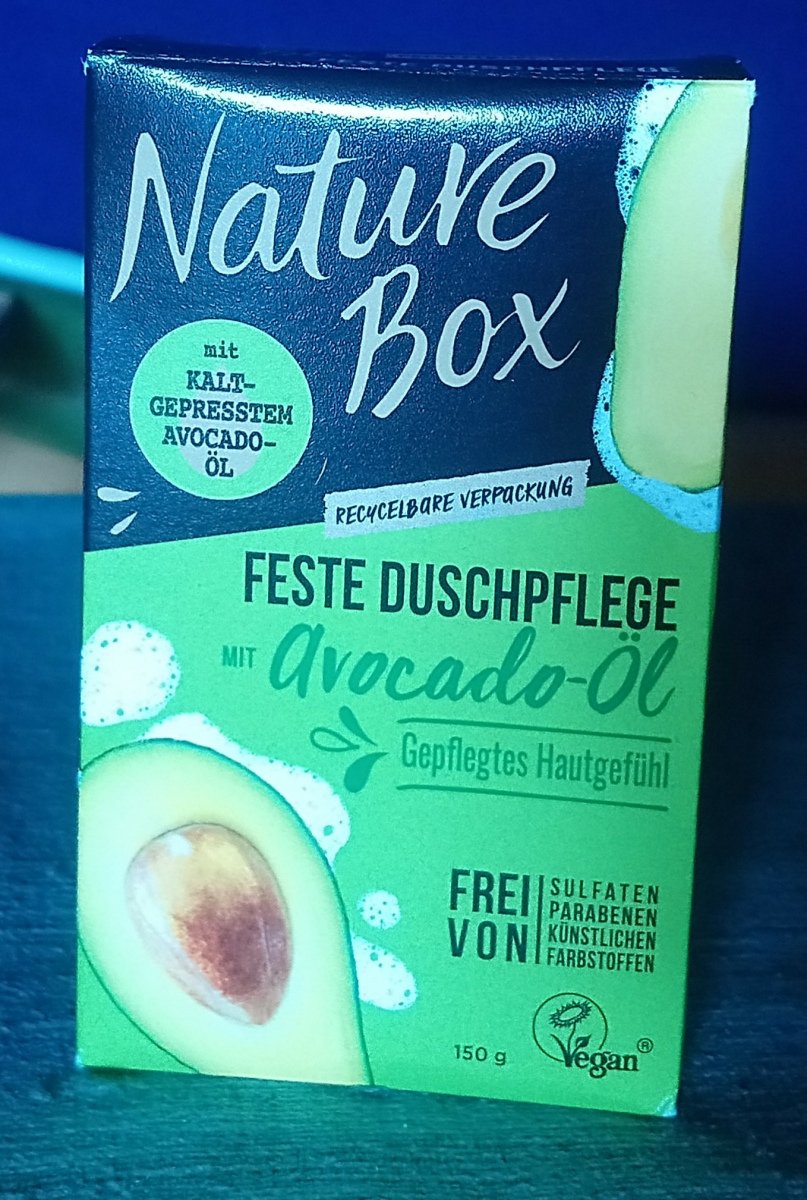 Nature
Box
mit
KALT-
GEPRESSTEM
AVOCADO-
ÖL
RECYCELBARE VERPACKUNG
FESTE DUSCHPFLEGE
MIT Avocado-Öl
Gepflegtes Hautgefühl
FREI
VON
SULFATEN
PARABENEN
KÜNSTLICHEN
FARBSTOFFEN
150 g
Vegan®